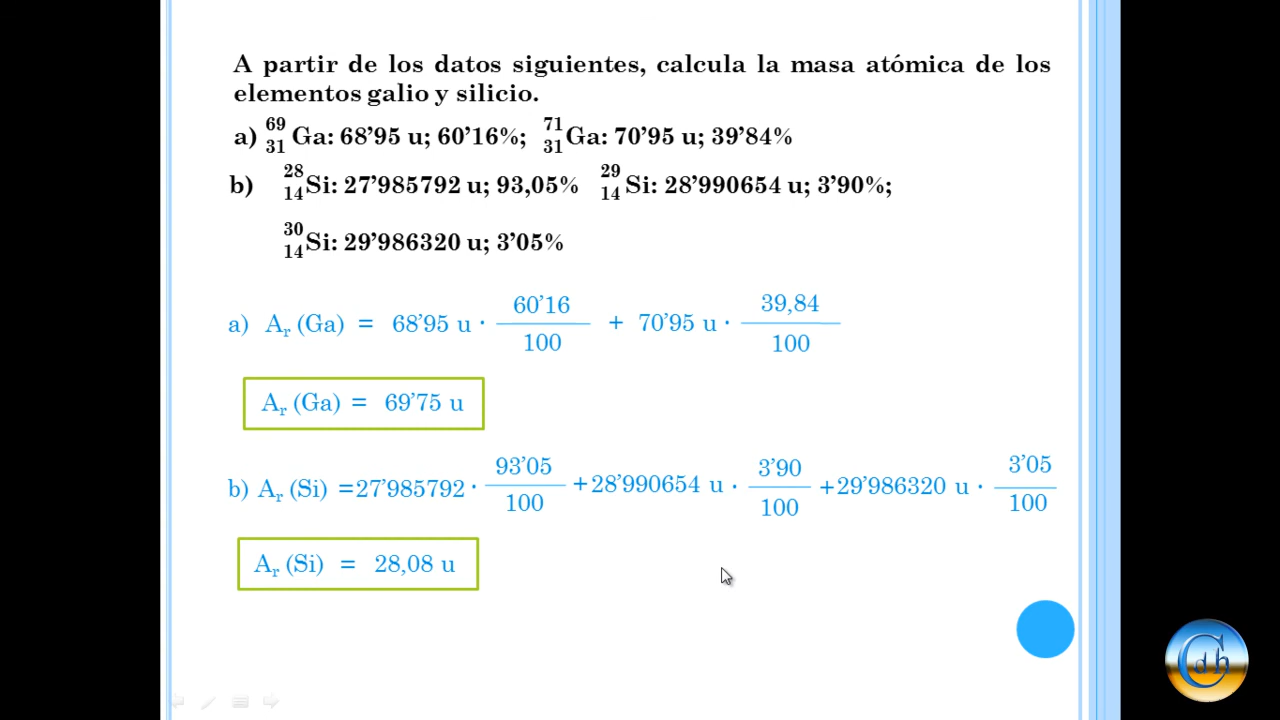 A partir de los datos siguientes, calcula la masa atómica de los
elementos galio y silicio.
a) ⁶⁹₃₁Ga: 68’95 u; 60’16%; ⁷¹₃₁Ga: 70’95 u; 39’84%
b) ²⁸₁₄Si: 27’985792 u; 93,05% ²⁹₁₄Si: 28’990654 u; 3’90%;
³⁰₁₄Si: 29’986320 u; 3’05%
a) Aᵣ (Ga) = 68’95 u · 60’16/100 + 70’95 u · 39,84/100
Aᵣ (Ga) = 69’75 u
b) Aᵣ (Si) =27’985792 · 93’05/100 +28’990654 u · 3’90/100 +29’986320 u · 3’05/100
Aᵣ (Si) = 28,08 u
Cdh